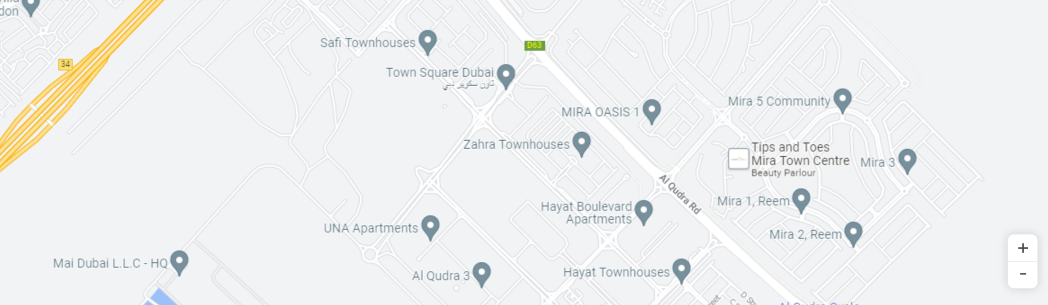 don
Safi Townhouses
D63
34
Town Square Dubai
تاون سكوير دبي
Mira 5 Community
MIRA OASIS 1
Zahra Townhouses
Tips and Toes
Mira Town Centre
Beauty Parlour
Mira 3
Al Qudra Rd
Mira 1, Reem
Hayat Boulevard
Apartments
UNA Apartments
Mira 2, Reem
Mai Dubai L.L.C - HQ
Al Qudra 3
Hayat Townhouses
+
-